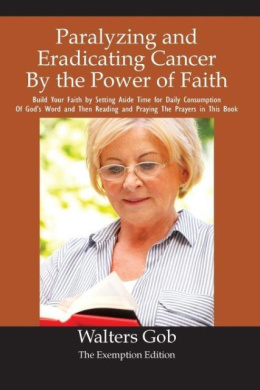 Paralyzing and
Eradicating Cancer
By the Power of Faith
Build Your Faith by Setting Aside Time for Daily Consumption
Of God's Word and Then Reading and Praying The Prayers in This Book
Walters Gob
The Exemption Edition